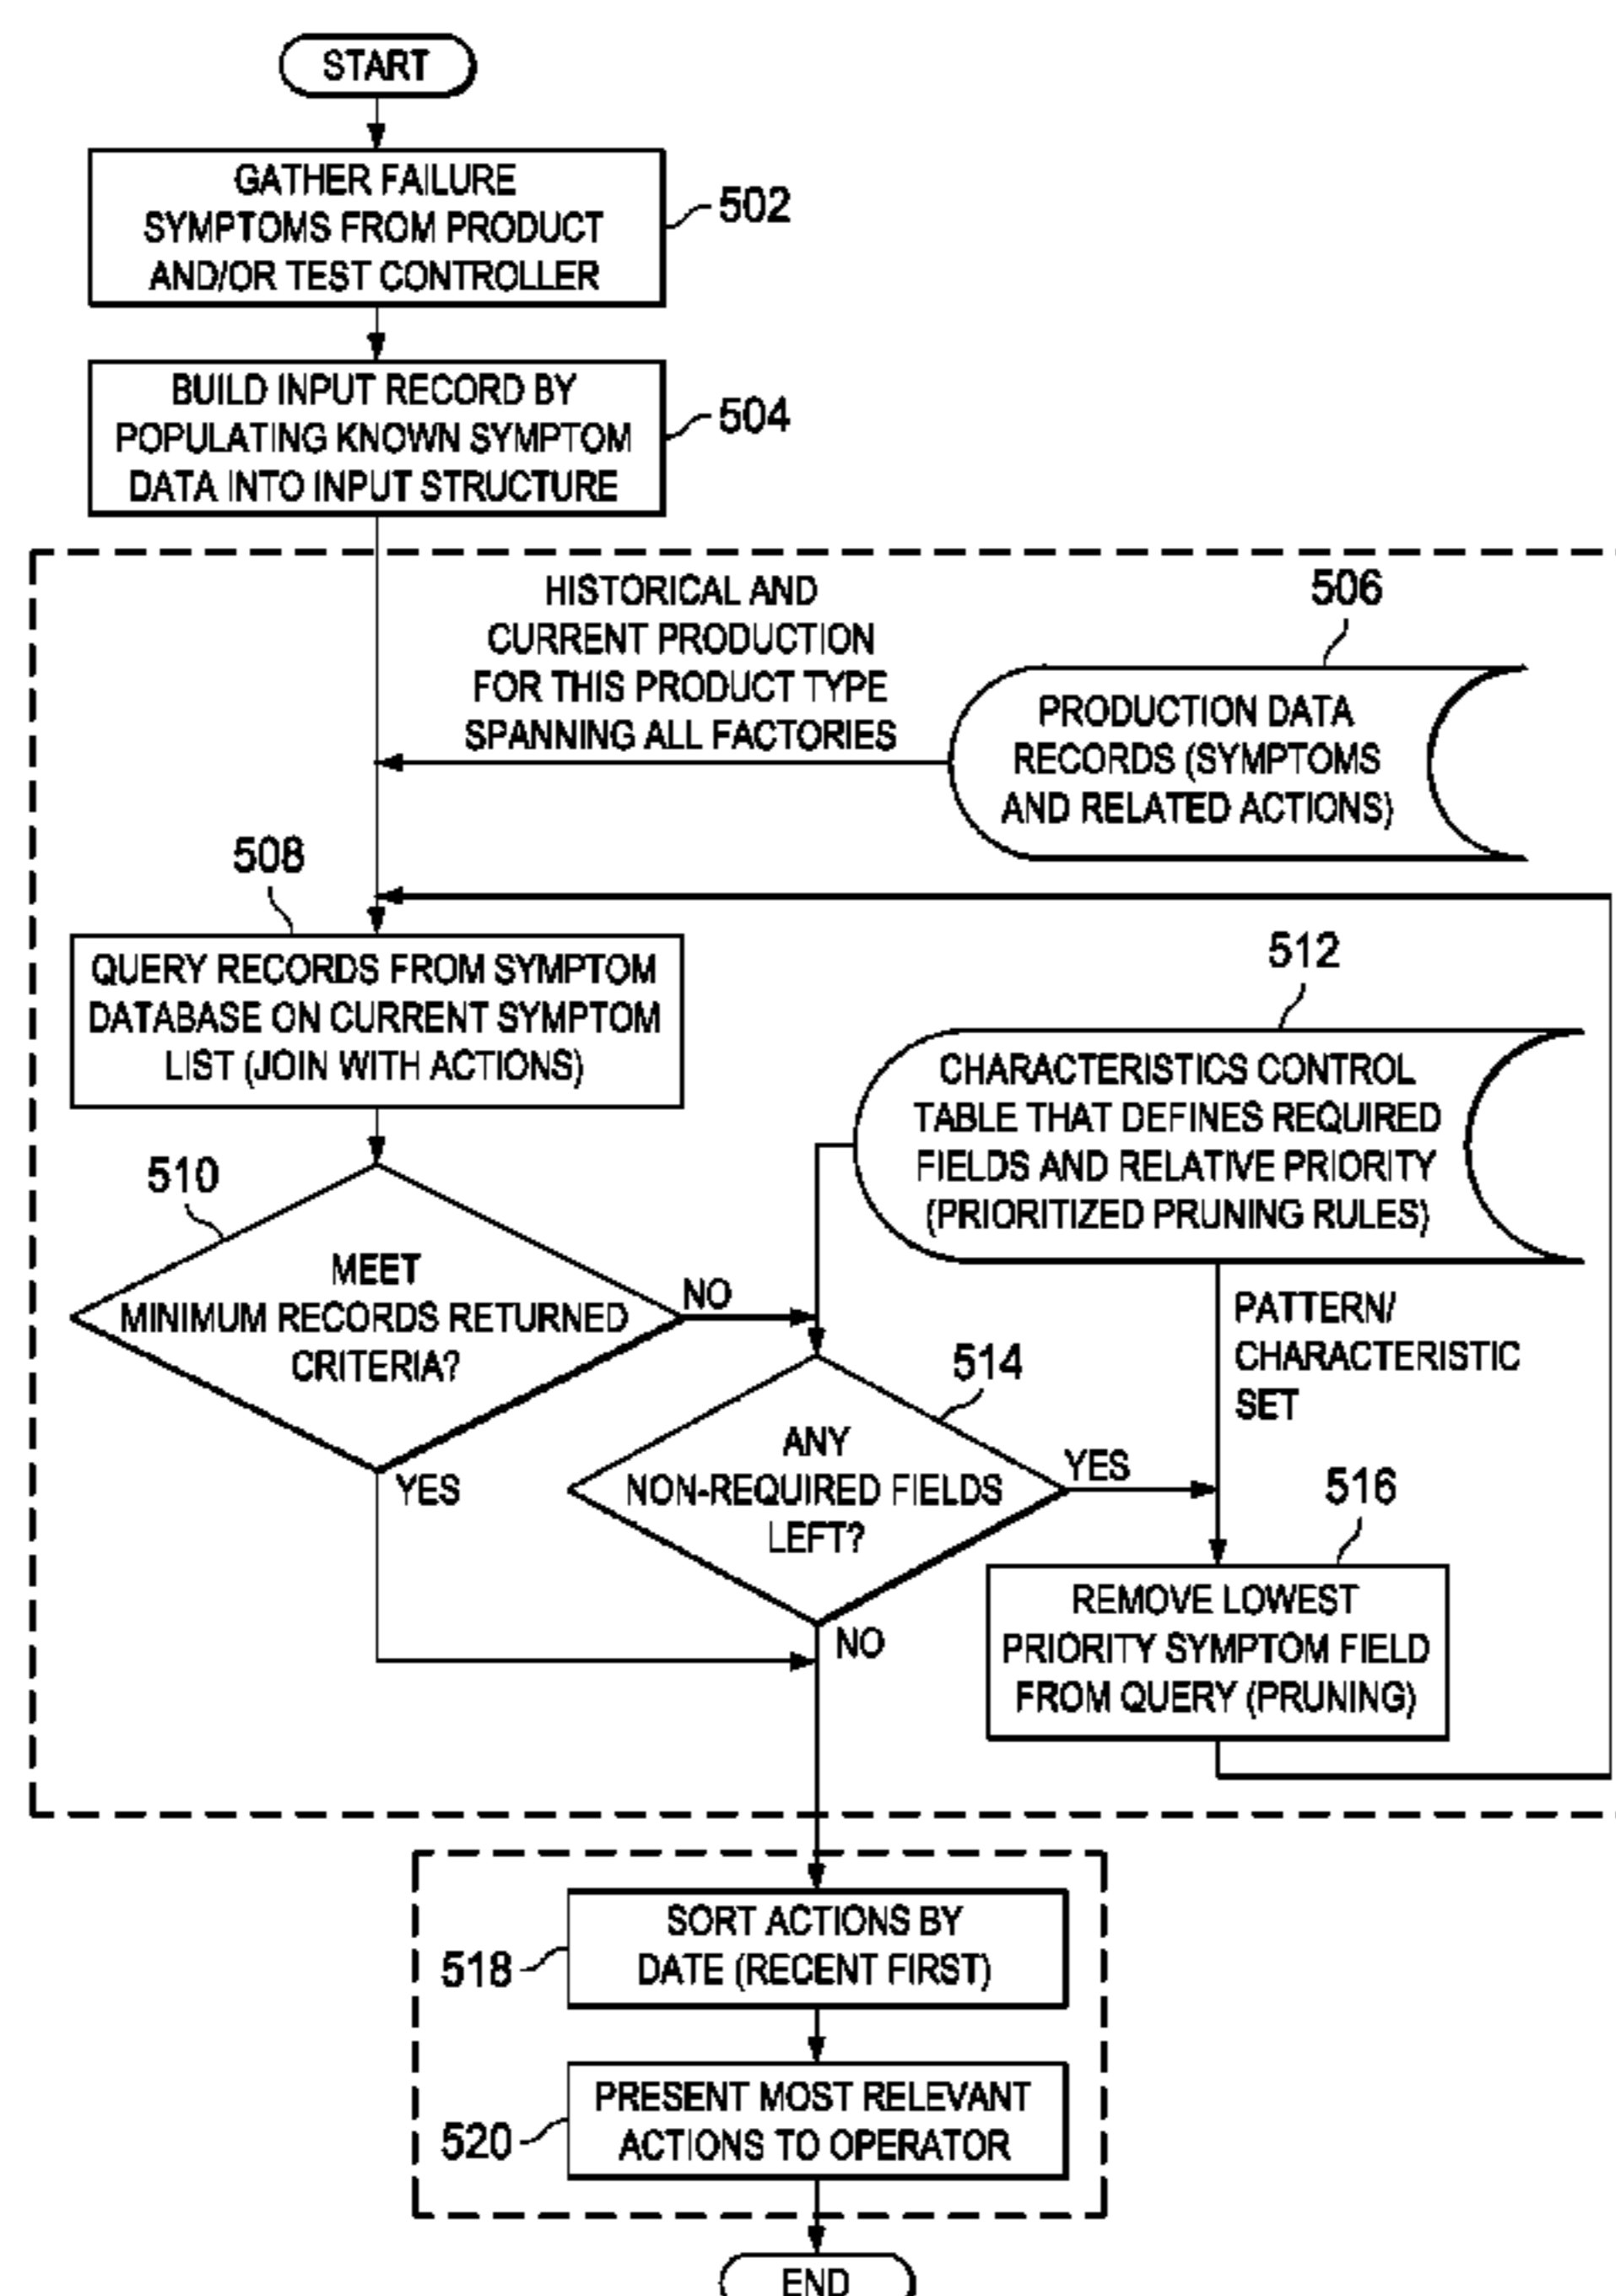 START
GATHER FAILURE
SYMPTOMS FROM PRODUCT
AND/OR TEST CONTROLLER
502
BUILD INPUT RECORD BY
POPULATING KNOWN SYMPTOM
DATA INTO INPUT STRUCTURE
504
HISTORICAL AND
CURRENT PRODUCTION
FOR THIS PRODUCT TYPE
SPANNING ALL FACTORIES
506
PRODUCTION DATA
RECORDS (SYMPTOMS
AND RELATED ACTIONS)
508
QUERY RECORDS FROM SYMPTOM
DATABASE ON CURRENT SYMPTOM
LIST (JOIN WITH ACTIONS)
512
CHARACTERISTICS CONTROL
TABLE THAT DEFINES REQUIRED
FIELDS AND RELATIVE PRIORITY
(PRIORITIZED PRUNING RULES)
510
MEET
MINIMUM RECORDS RETURNED
CRITERIA?
NO
YES
PATTERN/
CHARACTERISTIC
SET
514
ANY
NON-REQUIRED FIELDS
LEFT?
YES
NO
516
REMOVE LOWEST
PRIORITY SYMPTOM FIELD
FROM QUERY (PRUNING)
518
SORT ACTIONS BY
DATE (RECENT FIRST)
520
PRESENT MOST RELEVANT
ACTIONS TO OPERATOR
END